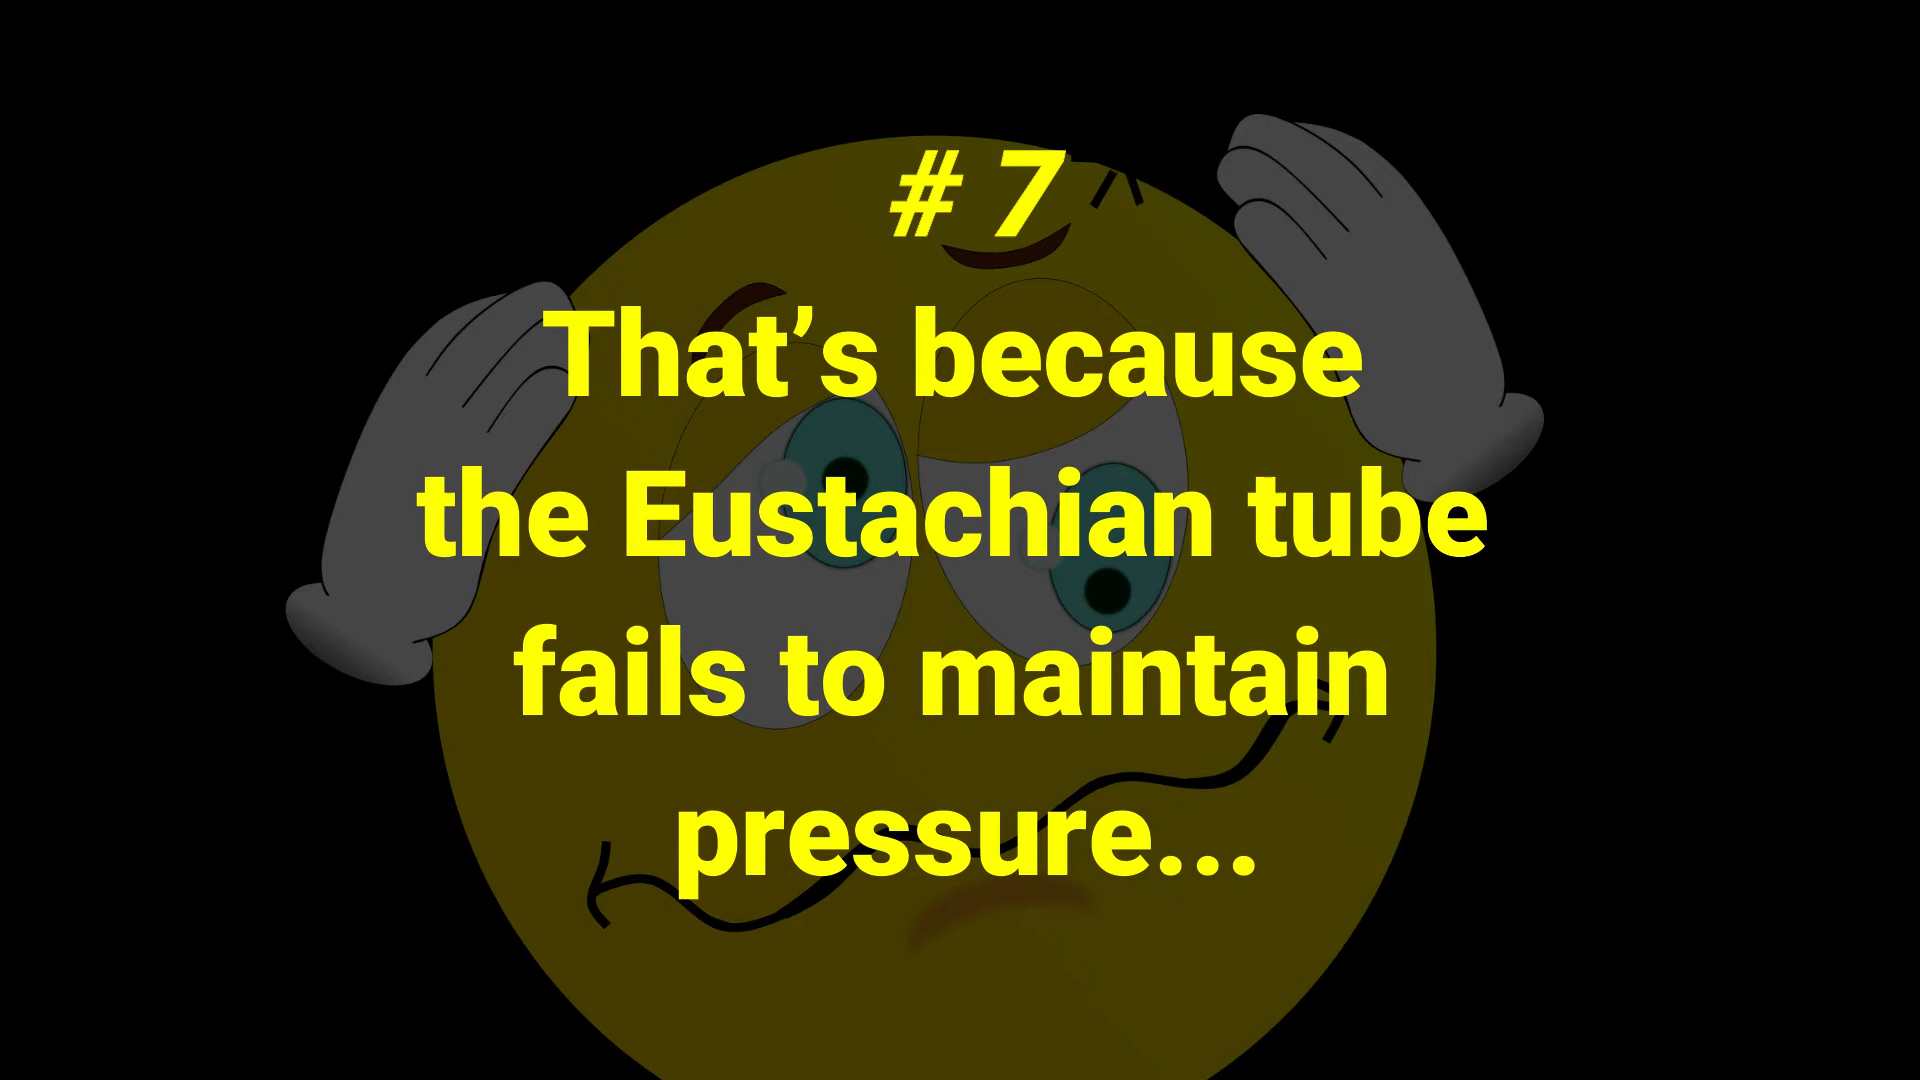 # 7
That’s because
the Eustachian tube
fails to maintain
pressure...